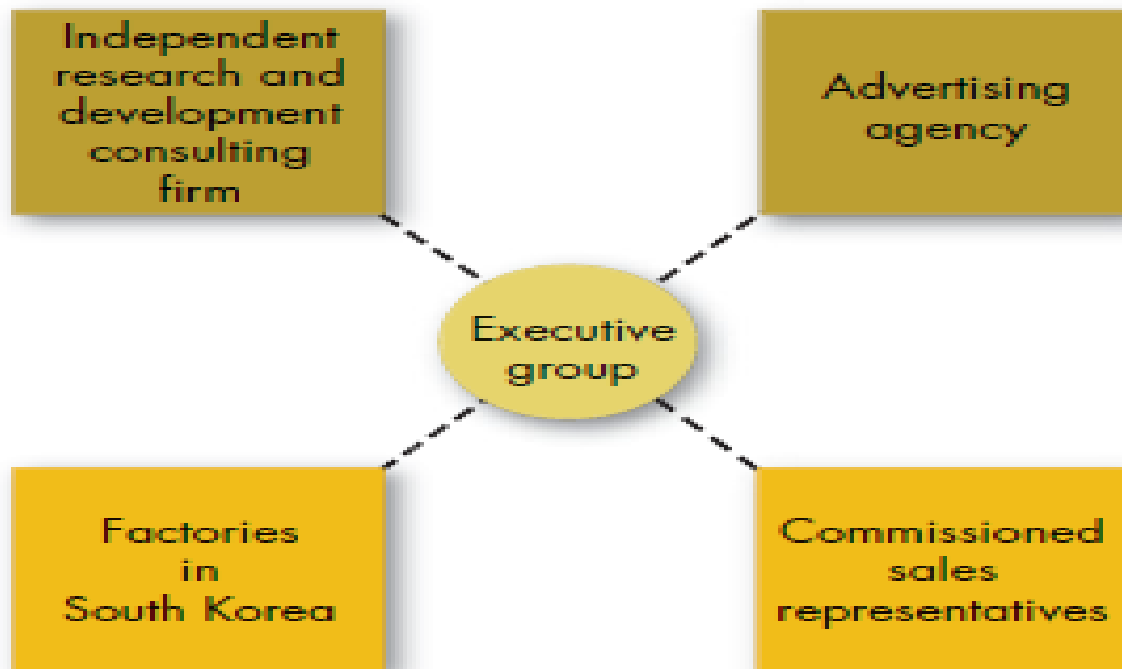 Independent
research and
development
consulting
firm
Advertising
agency
Executive
group
Factories
in
South Korea
Commissioned
sales
representatives